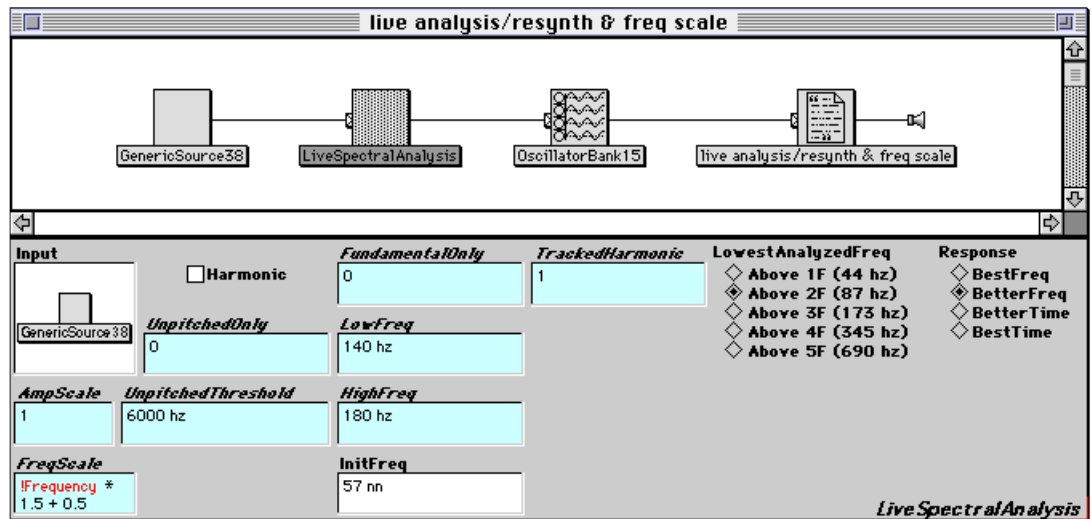 live analysis/resynth & freq scale
GenericSource38
LiveSpectralAnalysis
OscillatorBank15
live analysis/resynth & freq scale
Input
GenericSource38
Harmonic
FundamentalOnly
0
TrackedHarmonic
1
LowestAnalyzedFreq
Above 1F (44 hz)
Above 2F (87 hz)
Above 3F (173 hz)
Above 4F (345 hz)
Above 5F (690 hz)
Response
BestFreq
BetterFreq
BetterTime
BestTime
UnpitchedOnly
0
LowFreq
140 hz
AmpScale
1
UnpitchedThreshold
6000 hz
HighFreq
180 hz
FreqScale
!Frequency *
1.5 + 0.5
InitFreq
57 nn
LiveSpectralAnalysis